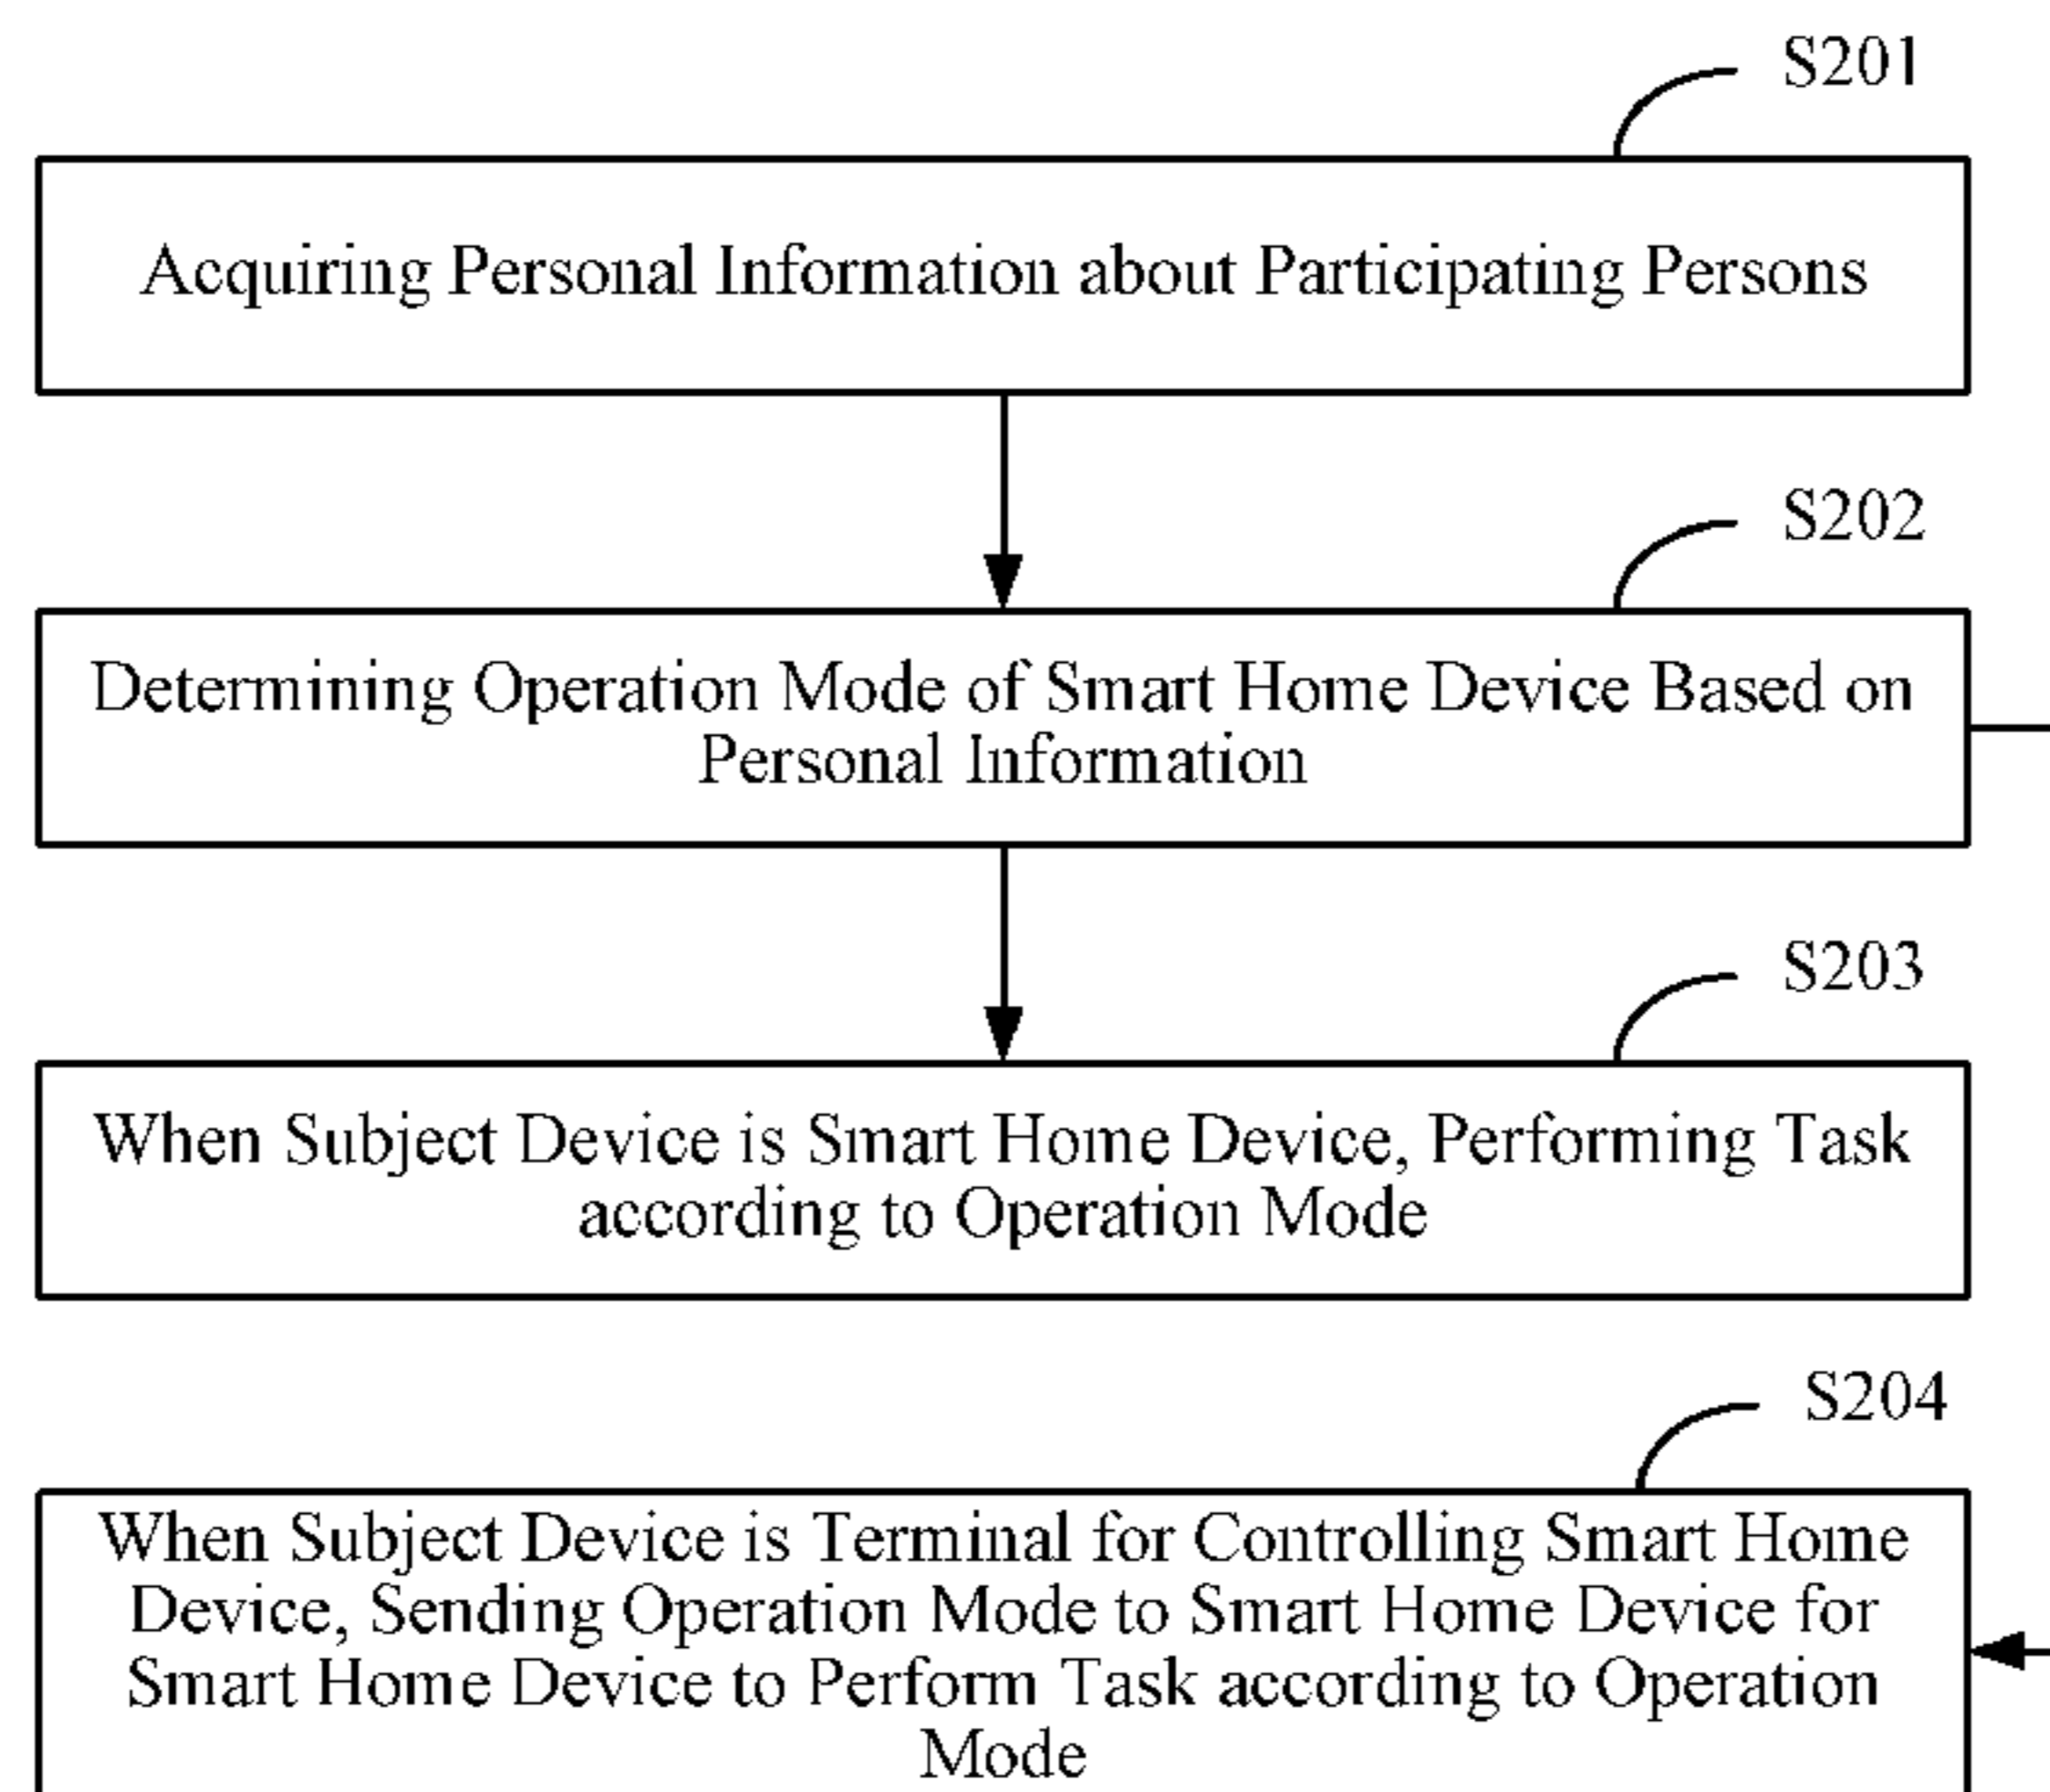 S201
Acquiring Personal Information about Participating Persons
S202
Determining Operation Mode of Smart Home Device Based on
Personal Information
S203
When Subject Device is Smart Home Device, Performing Task
according to Operation Mode
S204
When Subject Device is Terminal for Controlling Smart Home
Device, Sending Operation Mode to Smart Home Device for
Smart Home Device to Perform Task according to Operation
Mode